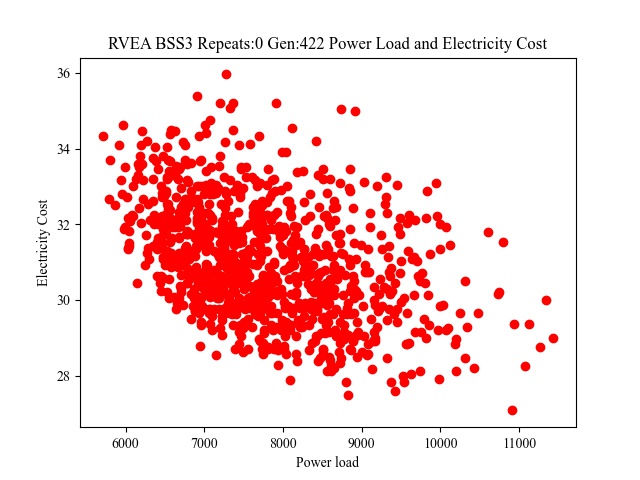 RVEA BSS3 Repeats:0 Gen:422 Power Load and Electricity Cost
36
34
32
30
28
Electricity Cost
6000 7000 8000 9000 10000 11000
Power load